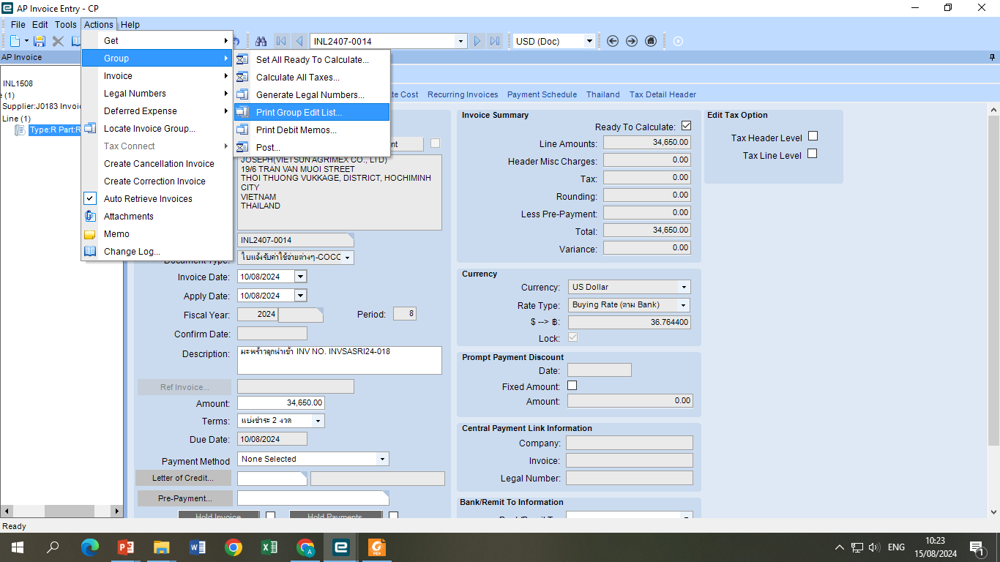 AP Invoice Entry - CP
File Edit Tools Actions Help
INL2407-0014
USD (Doc)
AP Invoice
Get
Group
Invoice
Legal Numbers
Deferred Expense
Locate Invoice Group...
Tax Connect
Create Cancellation Invoice
Create Correction Invoice
Auto Retrieve Invoices
Attachments
Memo
Change Log...
Set All Ready To Calculate...
Calculate All Taxes...
Generate Legal Numbers...
Print Group Edit List...
Print Debit Memos...
Post...
INL1508
(1)
Supplier:J0183 Invoi
Line (1)
Type:R Part:R
Cost Recurring Invoices Payment Schedule Thailand Tax Detail Header
JOSEPH(VIETSUN AGRIMEX CO., LTD)
19/6 TRAN VAN MUOI STREET
THOI THUONG VUKKAGE, DISTRICT, HOCHIMINH
CITY
VIETNAM
THAILAND
INL2407-0014
Document Type: ใบแจ้งรับค่าใช้จ่ายต่างๆ-COCC
Invoice Date: 10/08/2024
Apply Date: 10/08/2024
Fiscal Year: 2024 Period: 8
Confirm Date:
Description: มะพร้าวลูกนำเข้า INV NO. INVSASRI24-018
Ref Invoice...
Amount: 34,650.00
Terms: แบ่งชำระ 2 งวด
Due Date: 10/08/2024
Payment Method None Selected
Letter of Credit...
Pre-Payment...
Hold Invoice Hold Payments
Invoice Summary
Ready To Calculate:
Line Amounts: 34,650.00
Header Misc Charges: 0.00
Tax: 0.00
Rounding: 0.00
Less Pre-Payment: 0.00
Total: 34,650.00
Variance: 0.00
Currency
Currency: US Dollar
Rate Type: Buying Rate (ตาม Bank)
$ --> ฿: 36.764400
Lock:
Prompt Payment Discount
Date:
Fixed Amount:
Amount: 0.00
Central Payment Link Information
Company:
Invoice:
Legal Number:
Bank/Remit To Information
Edit Tax Option
Tax Header Level
Tax Line Level
Ready
ENG
10:23
15/08/2024
1